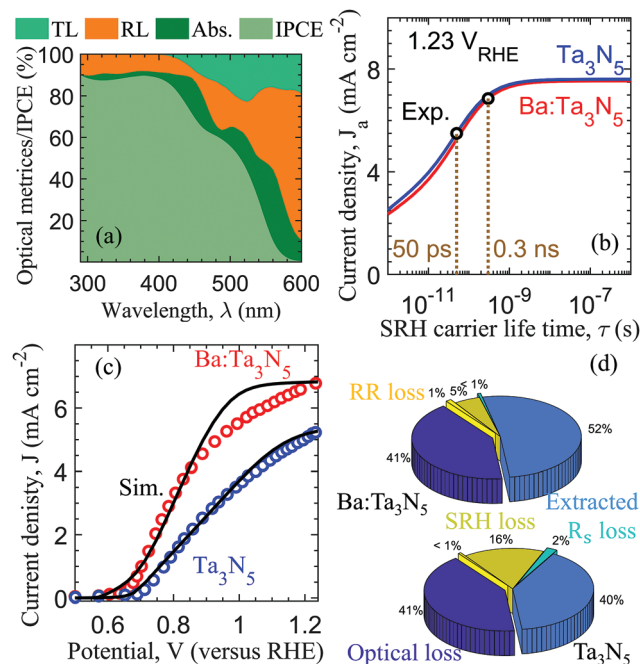 TL RL Abs. IPCE
Optical metrices/IPCE (%)
100
80
60
40
20
(a)
300 400 500 600
Wavelength, λ (nm)
Current density, J_a (mA cm⁻²)
12
9
6
3
0
1.23 V_RHE
Ta₃N₅
Exp.
Ba:Ta₃N₅
(b)
50 ps
0.3 ns
10⁻¹¹ 10⁻⁹ 10⁻⁷
SRH carrier life time, τ (s)
Current denisty, J (mA cm⁻²)
6
4
2
0
(c)
Ba:Ta₃N₅
Sim.
Ta₃N₅
0.6 0.8 1 1.2
Potential, V (versus RHE)
(d)
RR loss
1% 5% < 1%
52%
41%
Ba:Ta₃N₅
Extracted
SRH loss
R_s loss
< 1% 16% 2%
41%
40%
Optical loss
Ta₃N₅